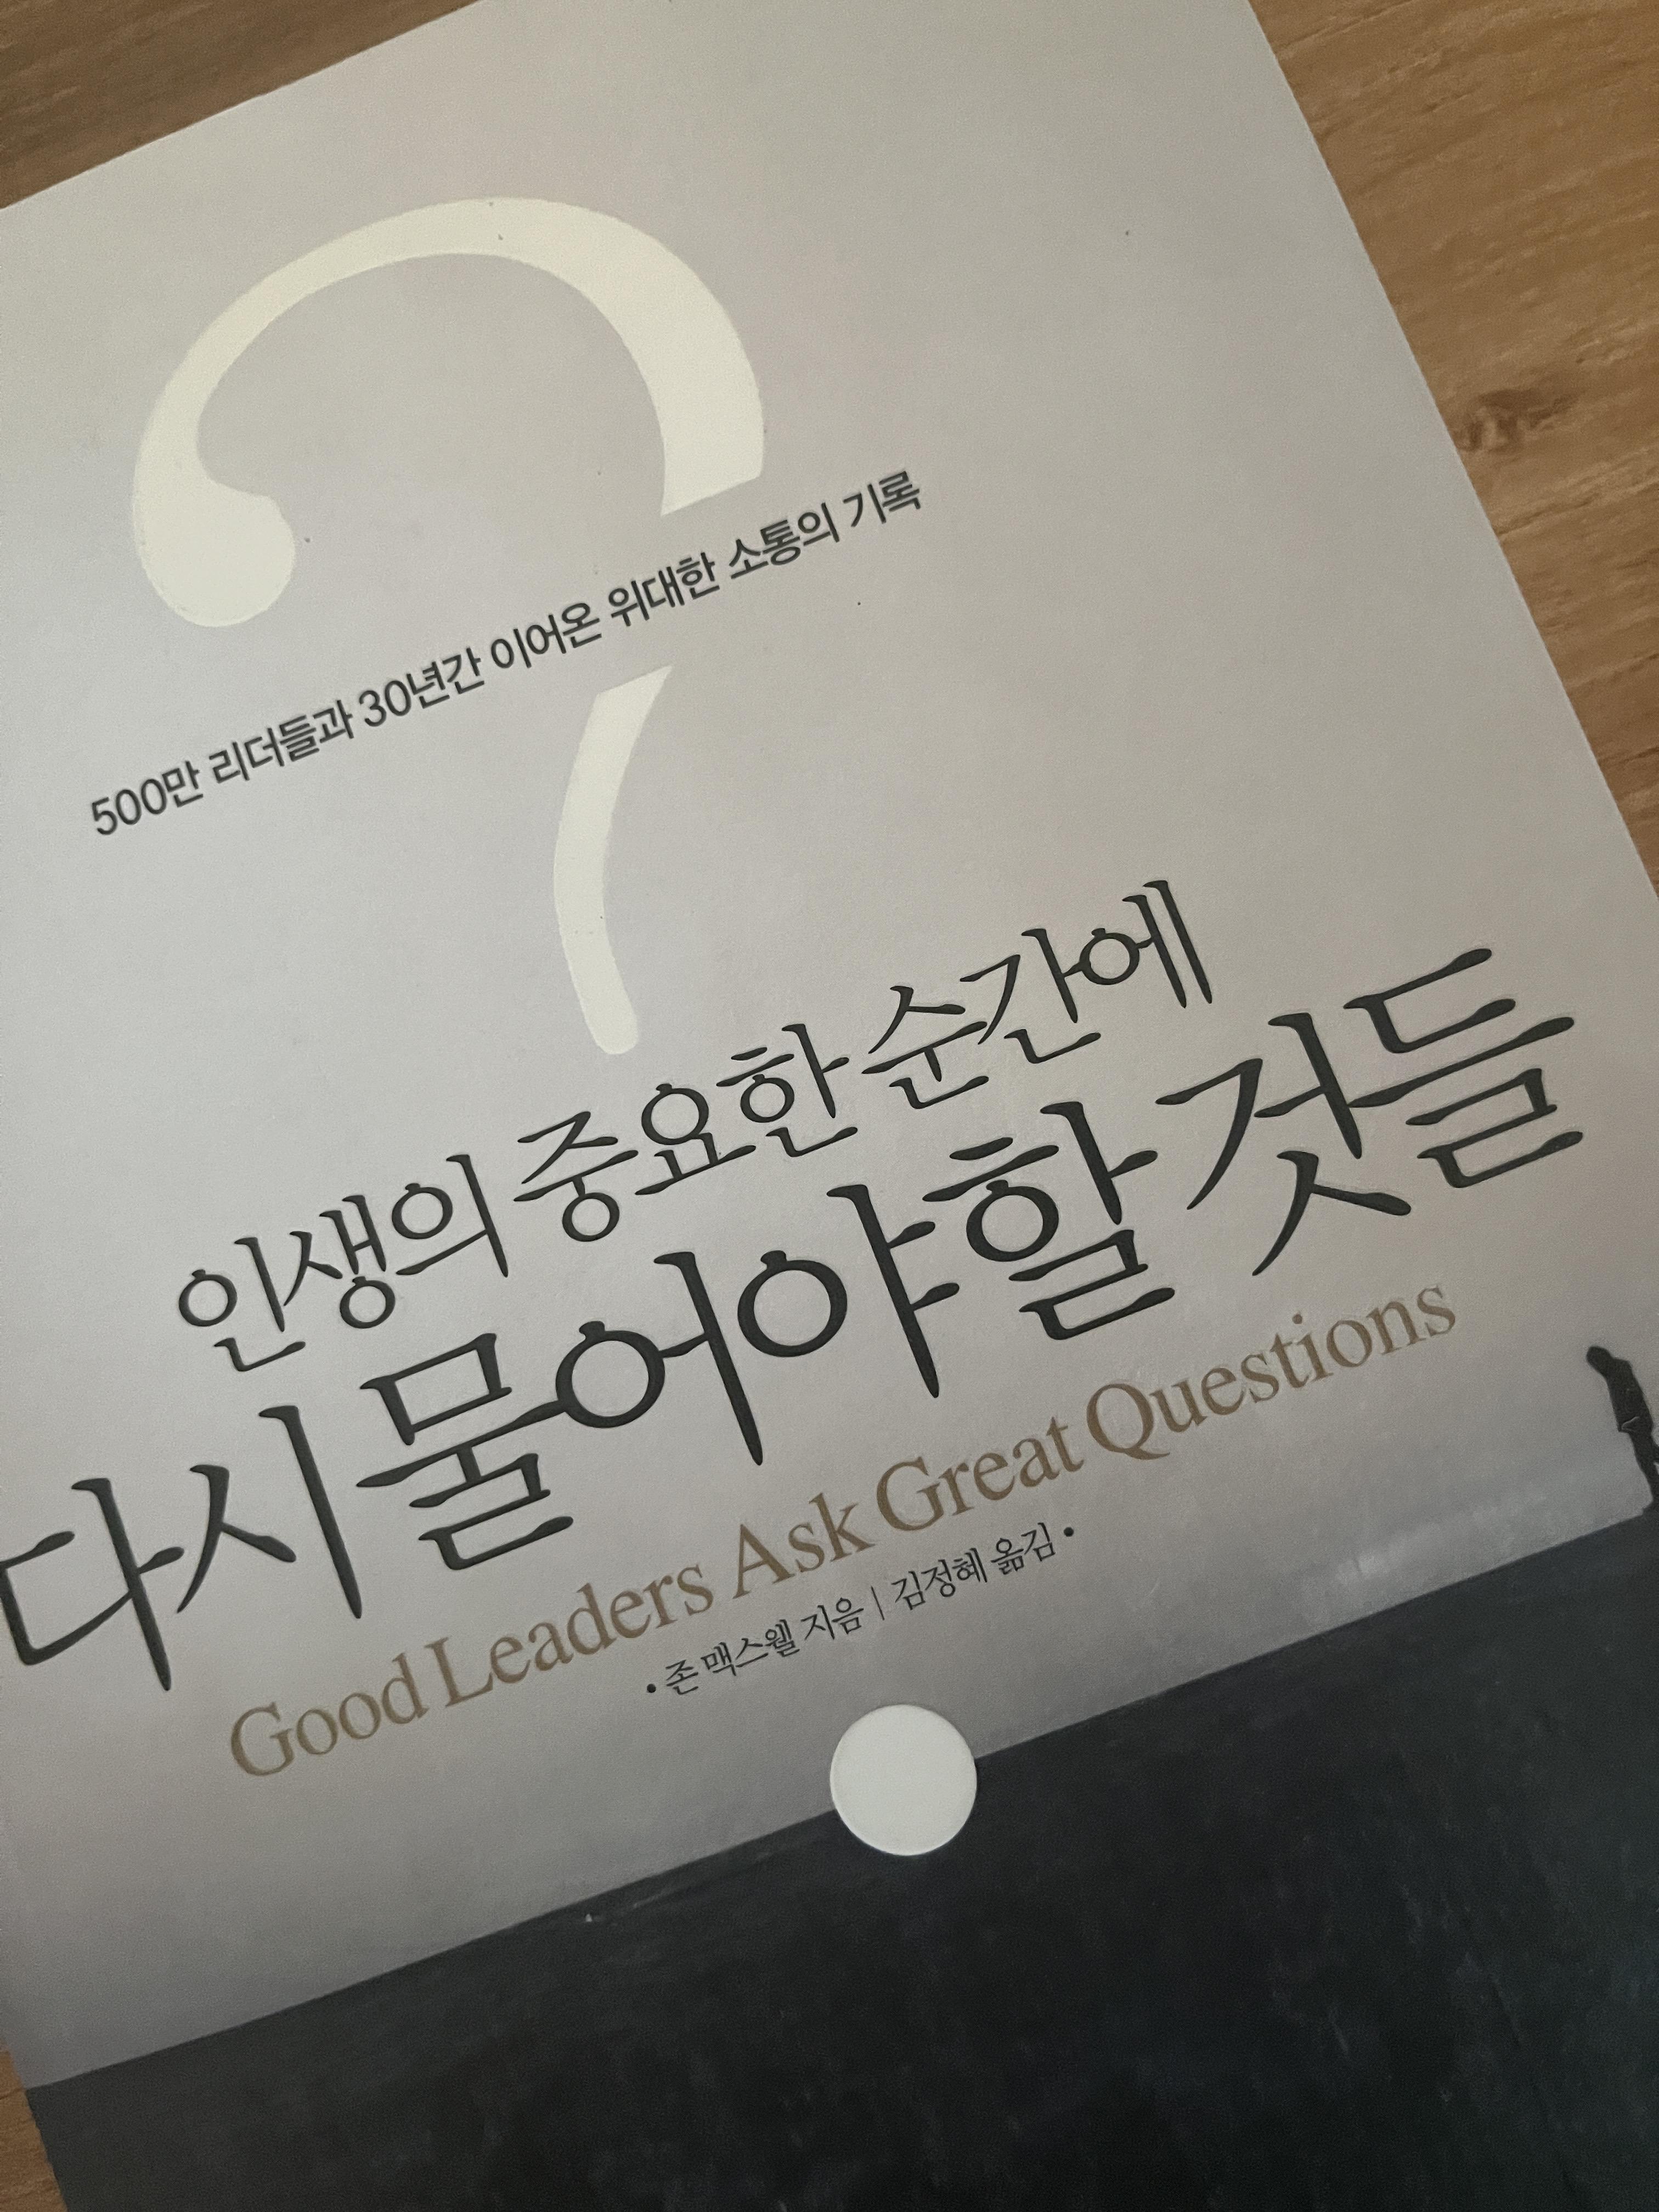 500만 리더들과 30년간 이어온 위대한 소통의 기록
인생의 중요한 순간에
다시 물어야 할 것들
Good Leaders Ask Great Questions
• 존 맥스웰 지음 | 김정혜 옮김 •